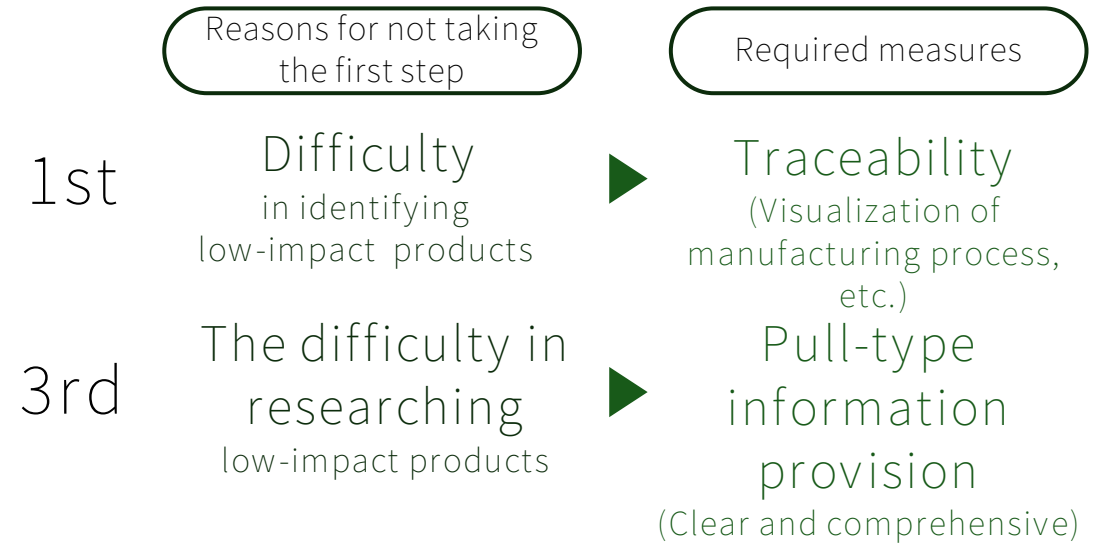 Reasons for not taking
the first step
Required measures
1st
Difficulty
in identifying
low-impact products
Traceability
(Visualization of
manufacturing process,
etc.)
3rd
The difficulty in
researching
low-impact products
Pull-type
information
provision
(Clear and comprehensive)